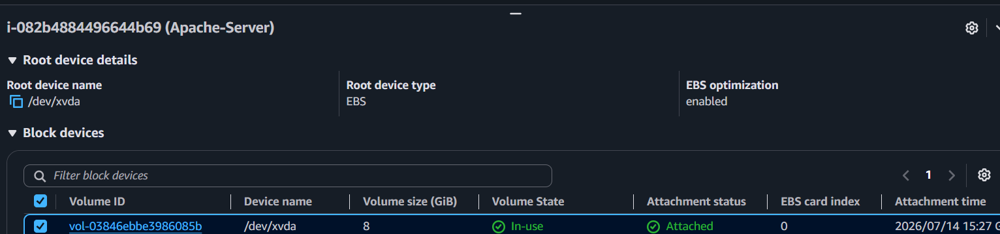 i-082b4884496644b69 (Apache-Server)
Root device details
Root device name Root device type EBS optimization
/dev/xvda EBS enabled
Block devices
Filter block devices 1
Volume ID Device name Volume size (GiB) Volume State Attachment status EBS card index Attachment time
vol-03846ebbe3986085b /dev/xvda 8 In-use Attached 0 2026/07/14 15:27